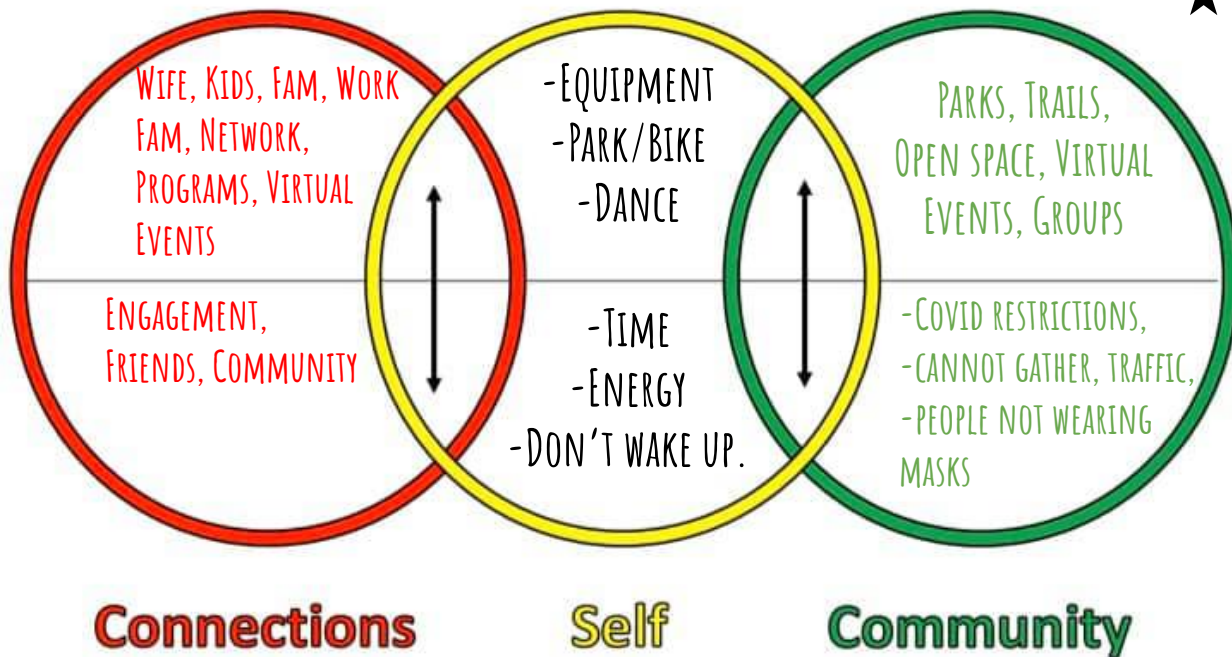 Wife, Kids, Fam, Work
Fam, Network,
Programs, Virtual
Events
-Equipment
-Park/Bike
-Dance
Parks, Trails,
Open space, Virtual
Events, Groups
Engagement,
Friends, Community
-Time
-Energy
-Don't wake up.
-Covid restrictions,
-cannot gather, traffic,
-people not wearing
masks
Connections
Self
Community